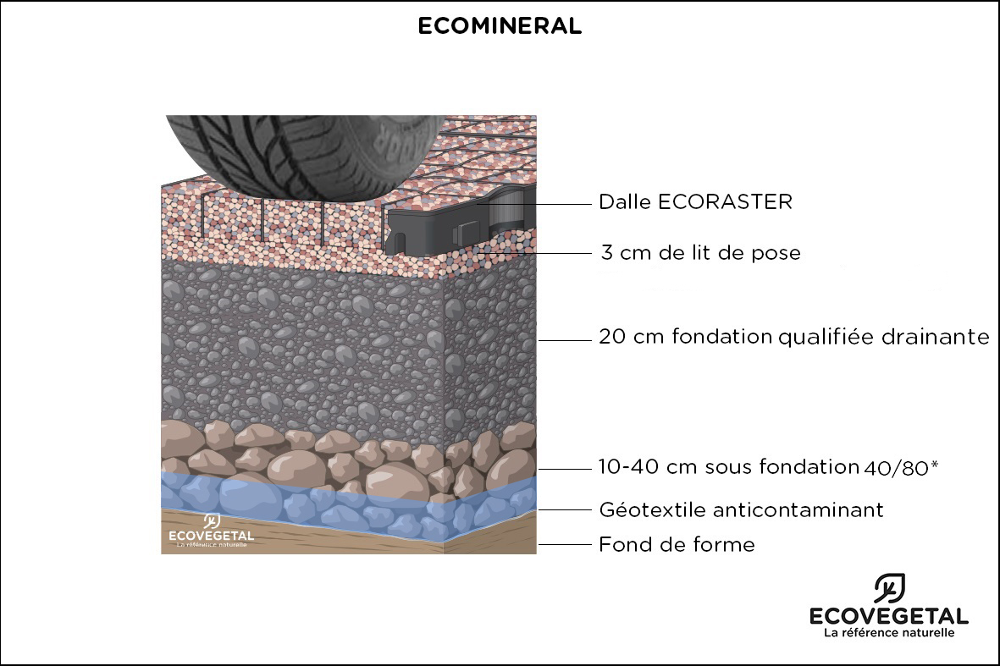 ECOMINERAL
Dalle ECORASTER
3 cm de lit de pose
20 cm fondation qualifiée drainante
10-40 cm sous fondation 40/80*
Géotextile anticontaminant
Fond de forme
ECOVEGETAL
La référence naturelle
ECOVEGETAL
La référence naturelle